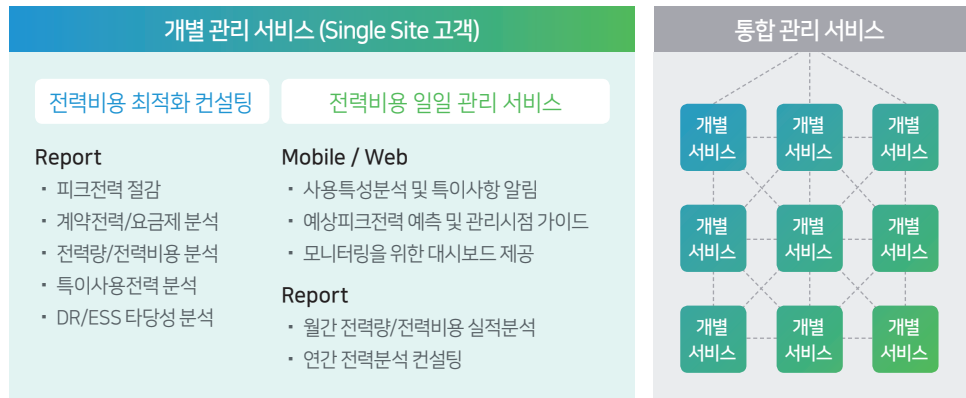 개별 관리 서비스 (Single Site 고객)
전력비용 최적화 컨설팅
Report
· 피크전력 절감
· 계약전력/요금제 분석
· 전력량/전력비용 분석
· 특이사용전력 분석
· DR/ESS 타당성 분석
전력비용 일일 관리 서비스
Mobile / Web
· 사용특성분석 및 특이사항 알림
· 예상피크전력 예측 및 관리시점 가이드
· 모니터링을 위한 대시보드 제공
Report
· 월간 전력량/전력비용 실적분석
· 연간 전력분석 컨설팅
통합 관리 서비스
개별
서비스
개별
서비스
개별
서비스
개별
서비스
개별
서비스
개별
서비스
개별
서비스
개별
서비스
개별
서비스